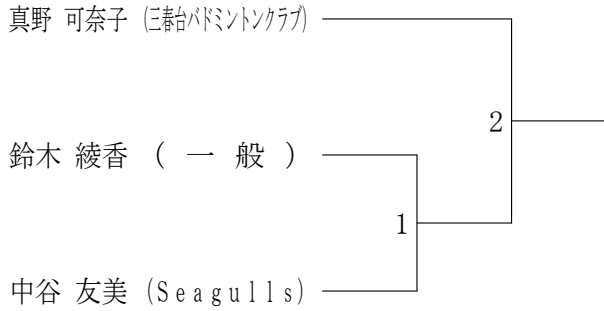 真野 可奈子 (三春台バドミントンクラブ)
2
鈴木 綾香 ( 一 般 )
1
中谷 友美 (Seagulls)